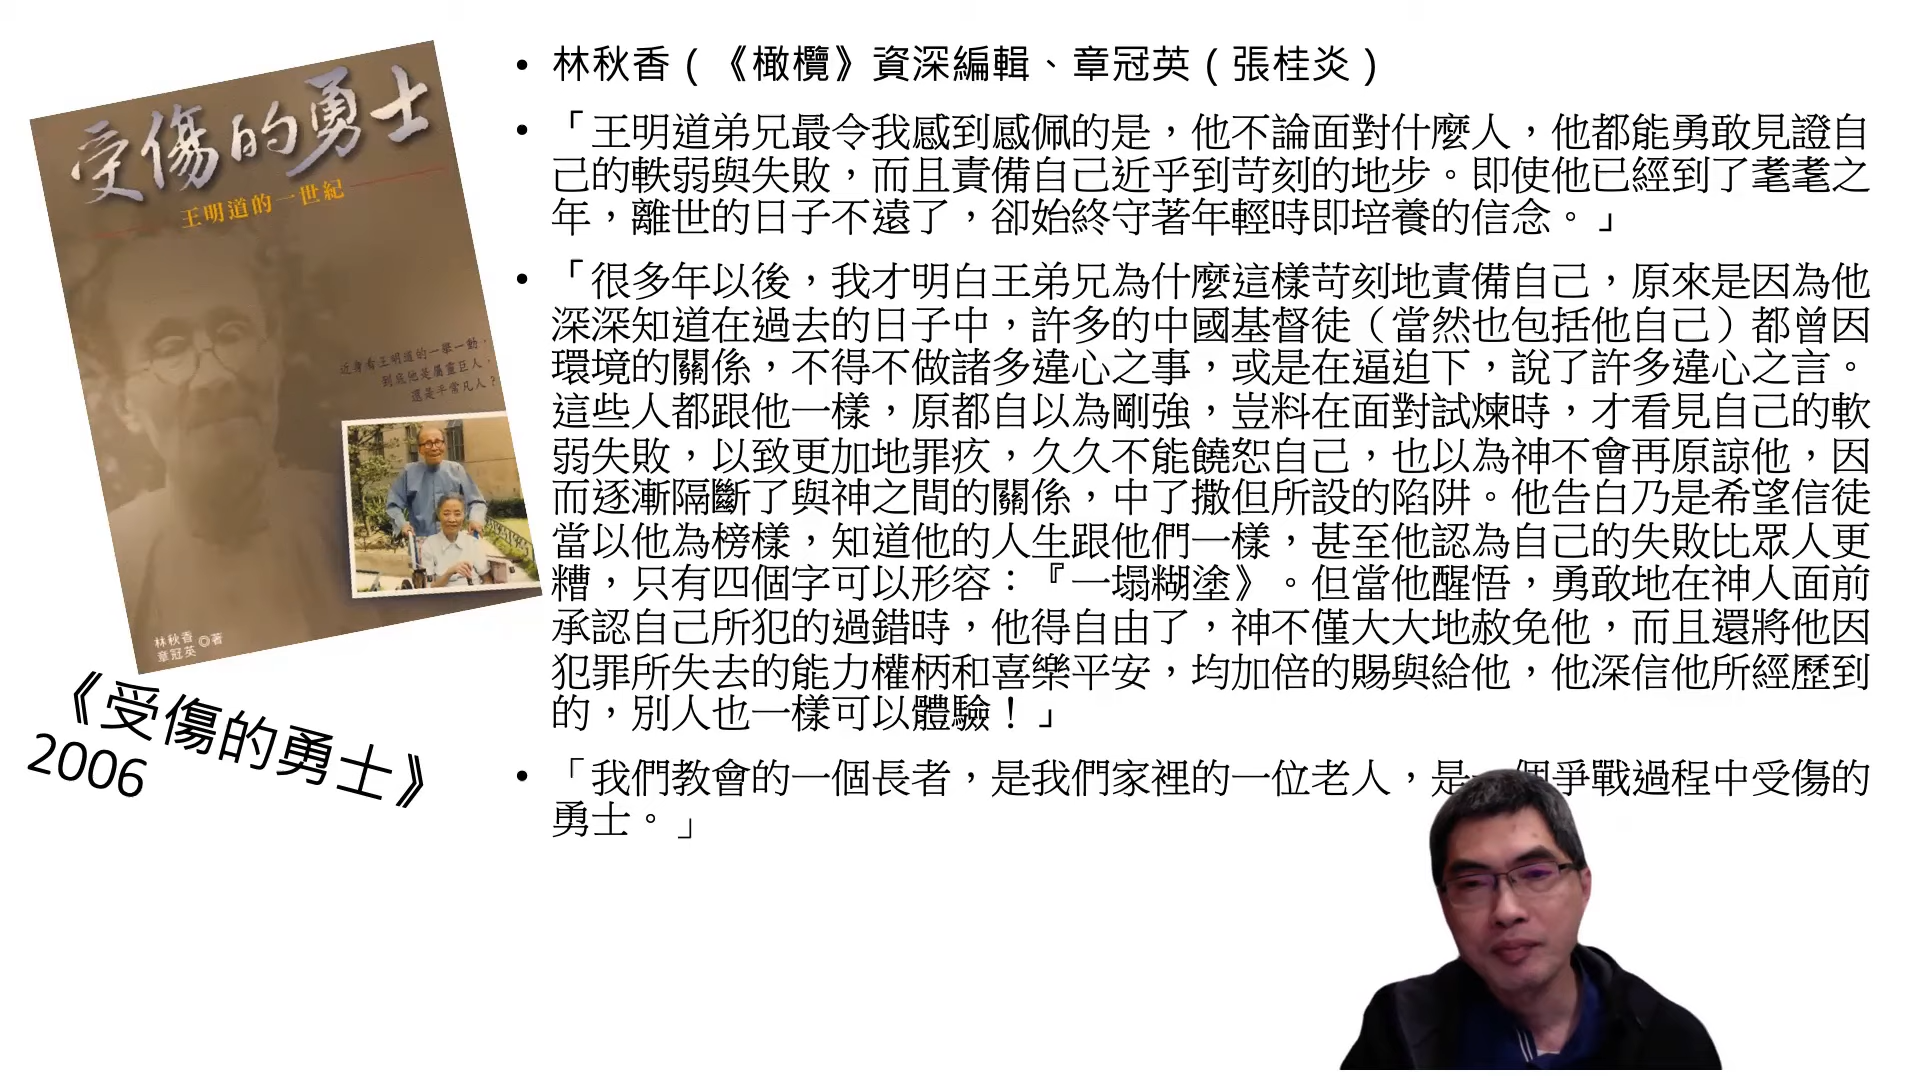 受傷的勇士
王明道的一世紀
近身看王明道的一舉一動，
到底他是屬靈巨人，
還是平常凡人？
林秋香
章冠英
◎著
《受傷的勇士》
2006
• 林秋香（《橄欖》資深編輯、章冠英（張桂炎）
• 「王明道弟兄最令我感到感佩的是，他不論面對什麼人，他都能勇敢見證自
己的軼弱與失敗，而且責備自己近乎到苛刻的地步。即使他已經到了耄耄之
年，離世的日子不遠了，卻始終守著年輕時即培養的信念。」
• 「很多年以後，我才明白王弟兄為什麼這樣苛刻地責備自己，原來是因為他
深深知道在過去的日子中，許多的中國基督徒（當然也包括他自己）都曾因
環境的關係，不得不做諸多違心之事，或是在逼迫下，說了許多違心之言。
這些人都跟他一樣，原都自以為剛強，豈料在面對試煉時，才看見自己的軟
弱失敗，以致更加地罪疚，久久不能饒恕自己，也以為神不會再原諒他，因
而逐漸隔斷了與神之間的關係，中了撒但所設的陷阱。他告白乃是希望信徒
當以他為榜樣，知道他的人生跟他們一樣，甚至他認為自己的失敗比眾人更
糟，只有四個字可以形容：『一塌糊塗》。但當他醒悟，勇敢地在神人面前
承認自己所犯的過錯時，他得自由了，神不僅大大地赦免他，而且還將他因
犯罪所失去的能力權柄和喜樂平安，均加倍的賜與給他，他深信他所經歷到
的，別人也一樣可以體驗！」
• 「我們教會的一個長者，是我們家裡的一位老人，是一個爭戰過程中受傷的
勇士。」